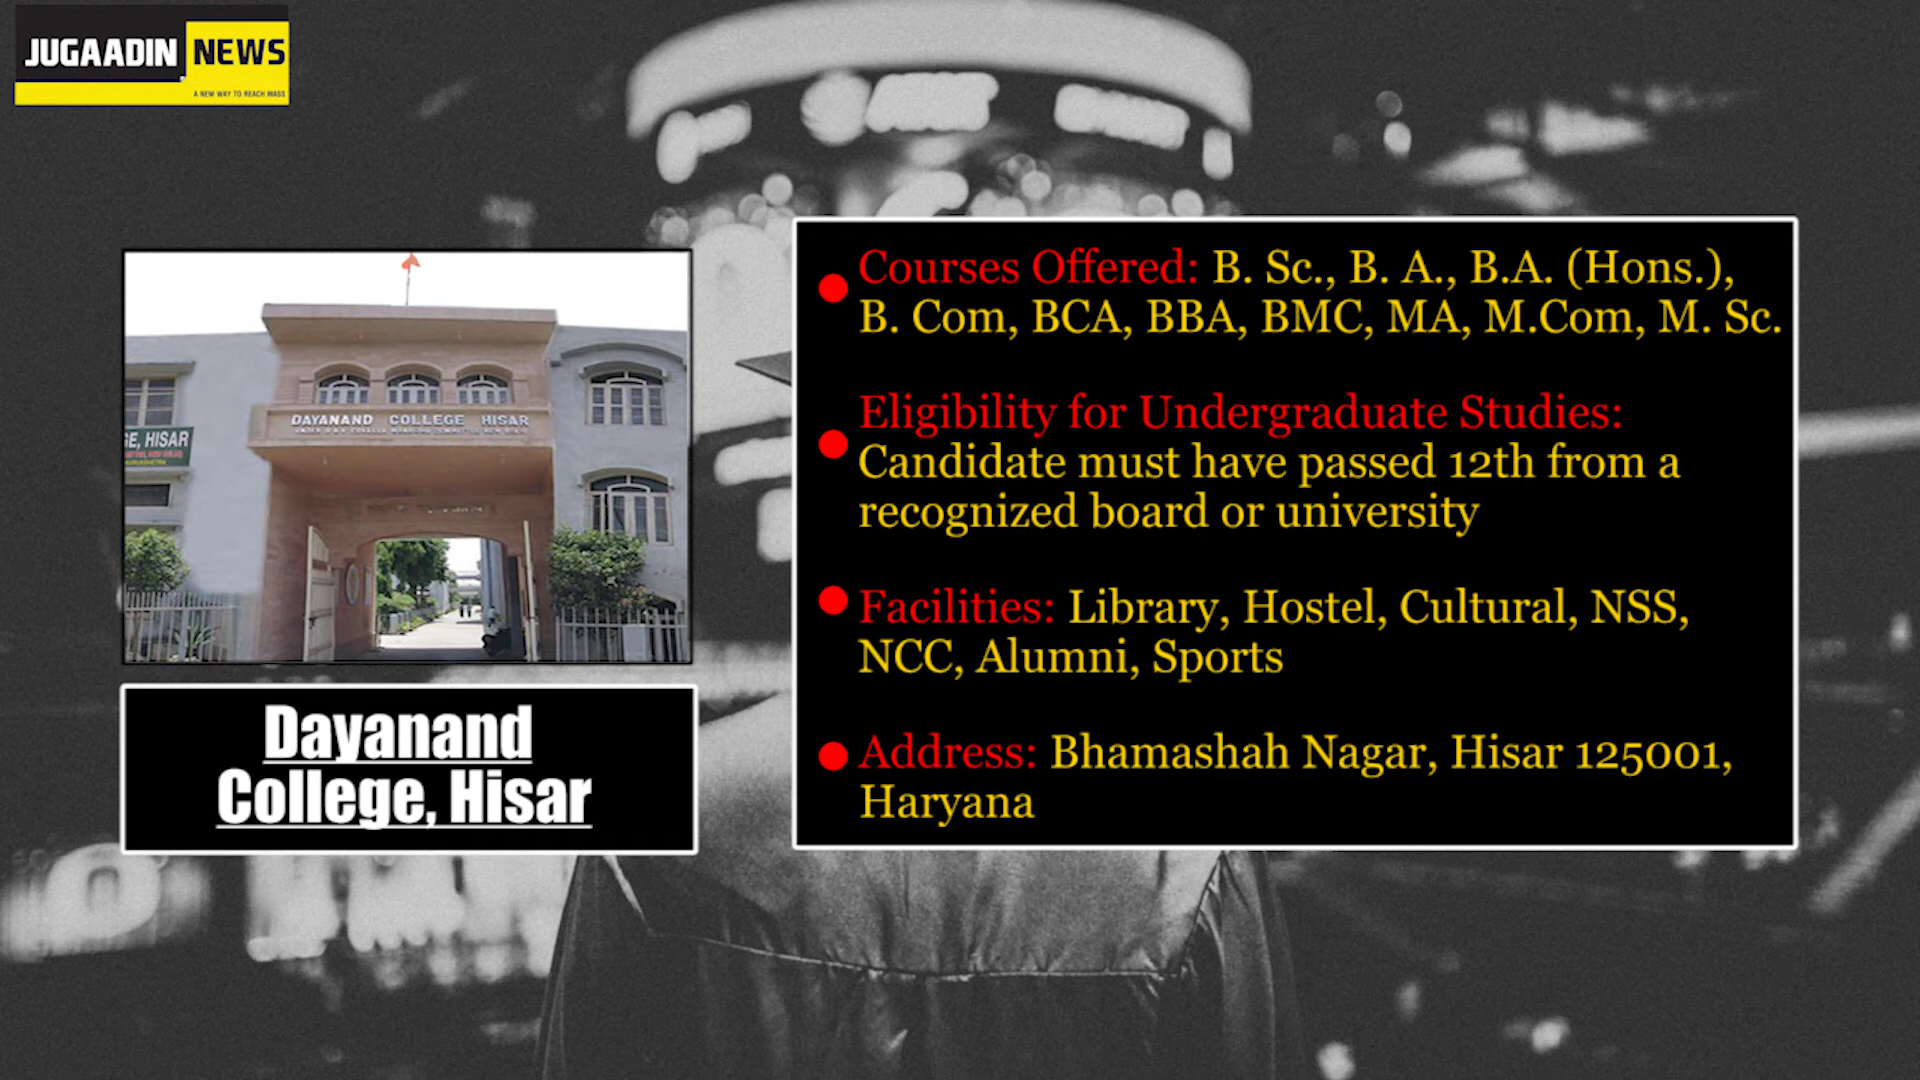 JUGAADIN NEWS
A NEW WAY TO REACH MASS
DAYANAND COLLEGE HISAR
E, HISAR
Dayanand
College, Hisar
Courses Offered: B. Sc., B. A., B.A. (Hons.),
B. Com, BCA, BBA, BMC, MA, M.Com, M. Sc.
Eligibility for Undergraduate Studies:
Candidate must have passed 12th from a
recognized board or university
Facilities: Library, Hostel, Cultural, NSS,
NCC, Alumni, Sports
Address: Bhamashah Nagar, Hisar 125001,
Haryana